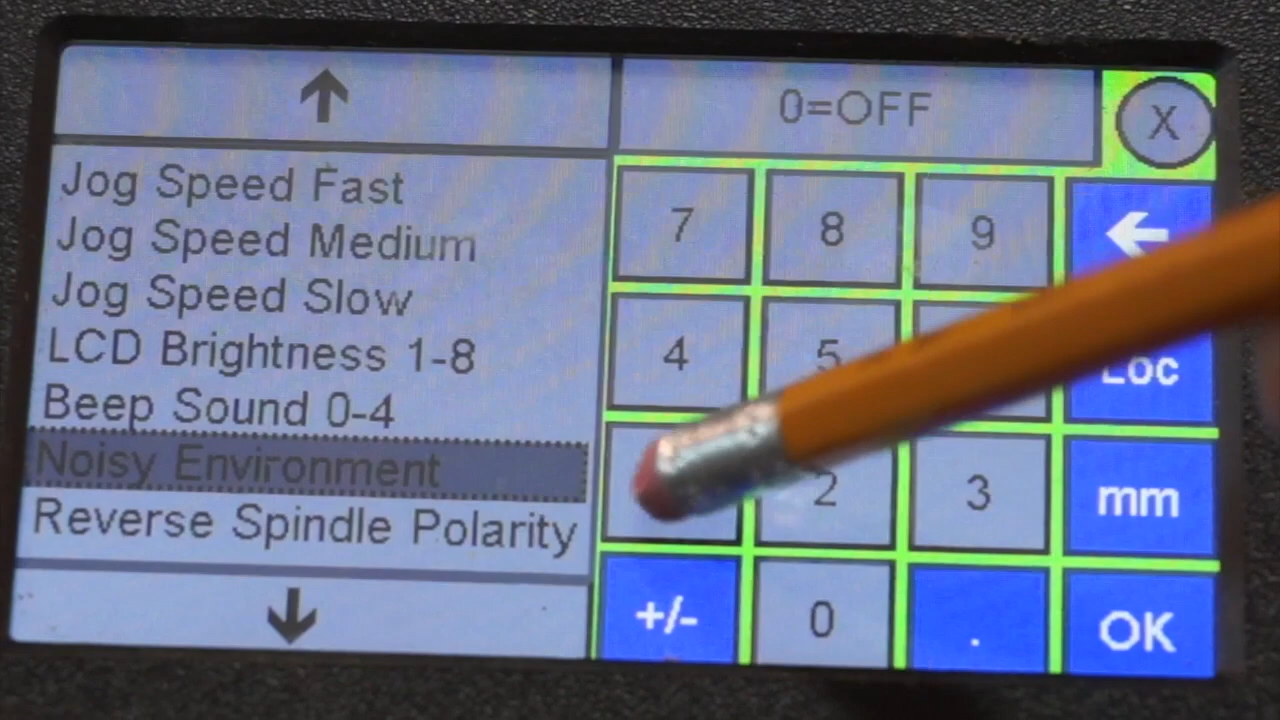 0=OFF
X
Jog Speed Fast
Jog Speed Medium
Jog Speed Slow
LCD Brightness 1-8
Beep Sound 0-4
Noisy Environment
Reverse Spindle Polarity
7 8 9
4 5 Loc
2 3 mm
+/- 0 . OK